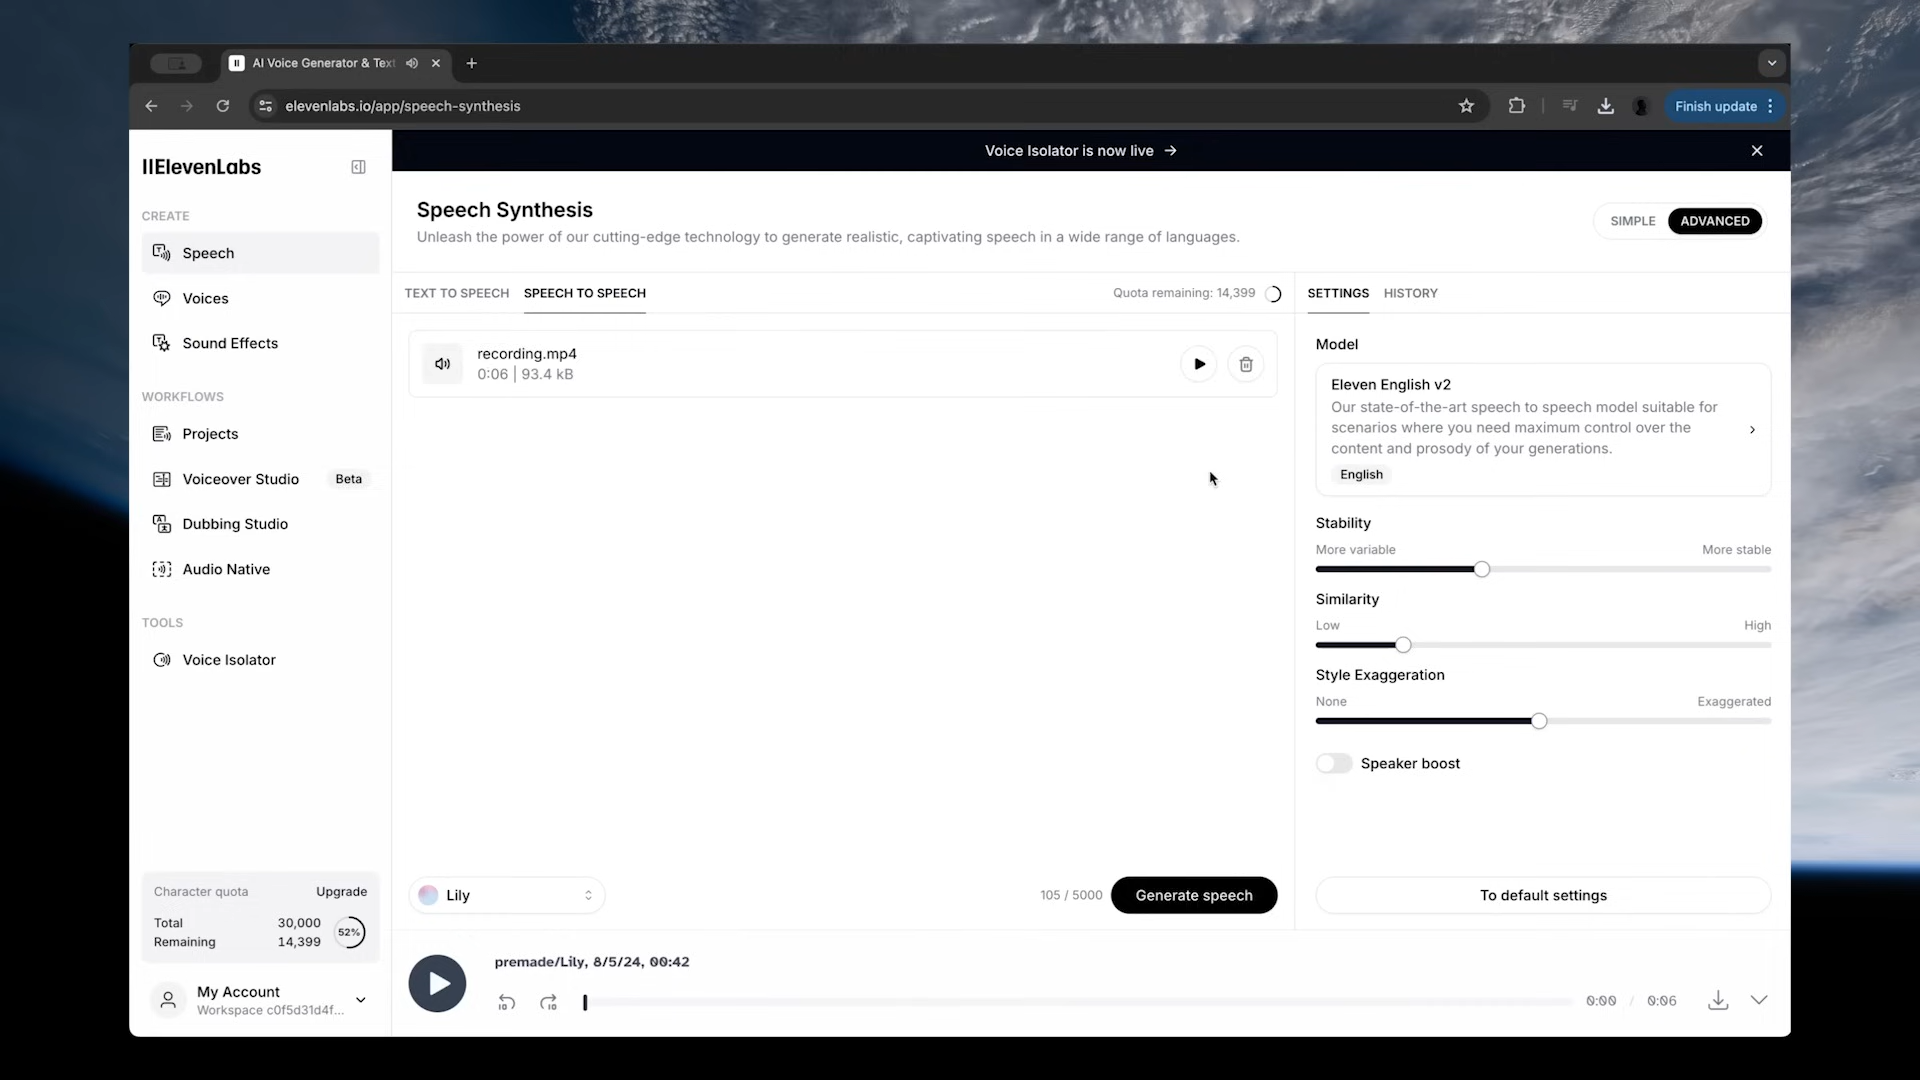 AI Voice Generator & Text
elevenlabs.io/app/speech-synthesis
Finish update
IIElevenLabs
Voice Isolator is now live →
CREATE
Speech
Voices
Sound Effects
WORKFLOWS
Projects
Voiceover Studio Beta
Dubbing Studio
Audio Native
TOOLS
Voice Isolator
Character quota Upgrade
Total 30,000
Remaining 14,399
52%
My Account
Workspace c0f5d31d4f...
Speech Synthesis
Unleash the power of our cutting-edge technology to generate realistic, captivating speech in a wide range of languages.
SIMPLE ADVANCED
TEXT TO SPEECH SPEECH TO SPEECH Quota remaining: 14,399
recording.mp4
0:06 | 93.4 kB
Lily 105 / 5000 Generate speech
SETTINGS HISTORY
Model
Eleven English v2
Our state-of-the-art speech to speech model suitable for
scenarios where you need maximum control over the
content and prosody of your generations.
English
Stability
More variable More stable
Similarity
Low High
Style Exaggeration
None Exaggerated
Speaker boost
To default settings
premade/Lily, 8/5/24, 00:42
10 10 0:00 / 0:06